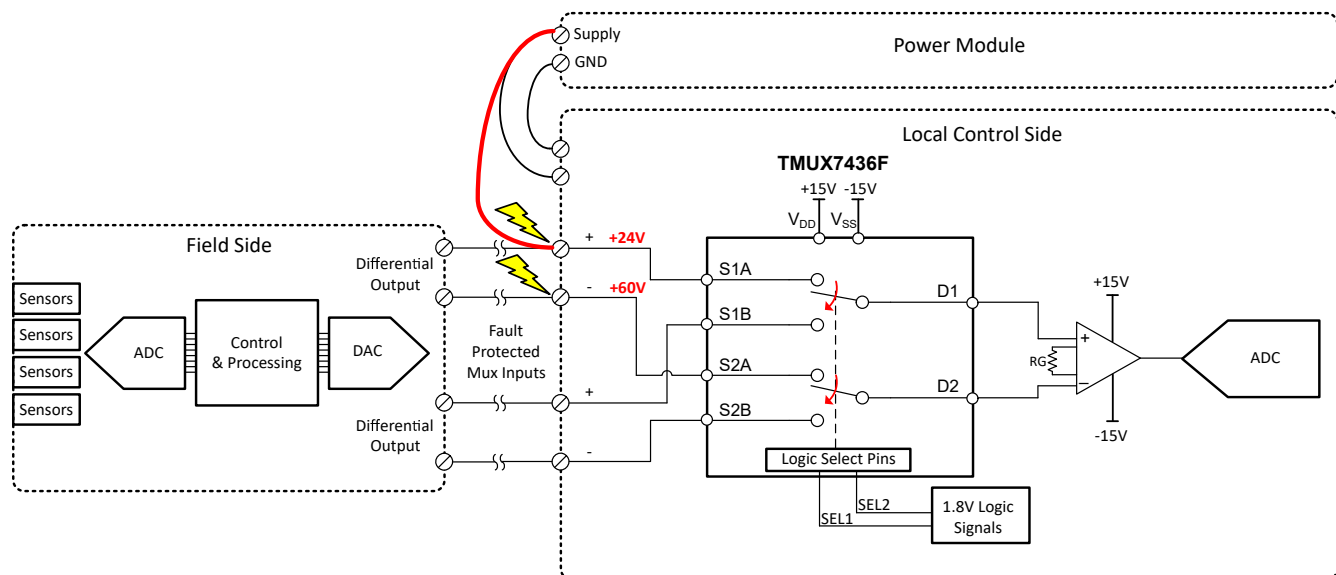 Supply
GND
Power Module
Local Control Side
TMUX7436F
+15V -15V
VDD VSS
Field Side
Sensors
Sensors
Sensors
Sensors
ADC
Control
& Processing
DAC
Differential
Output
Differential
Output
Fault
Protected
Mux Inputs
+ +24V
- +60V
+
-
S1A
S1B
S2A
S2B
D1
D2
Logic Select Pins
SEL2
SEL1
1.8V Logic
Signals
+15V
+
RG
−
-15V
ADC